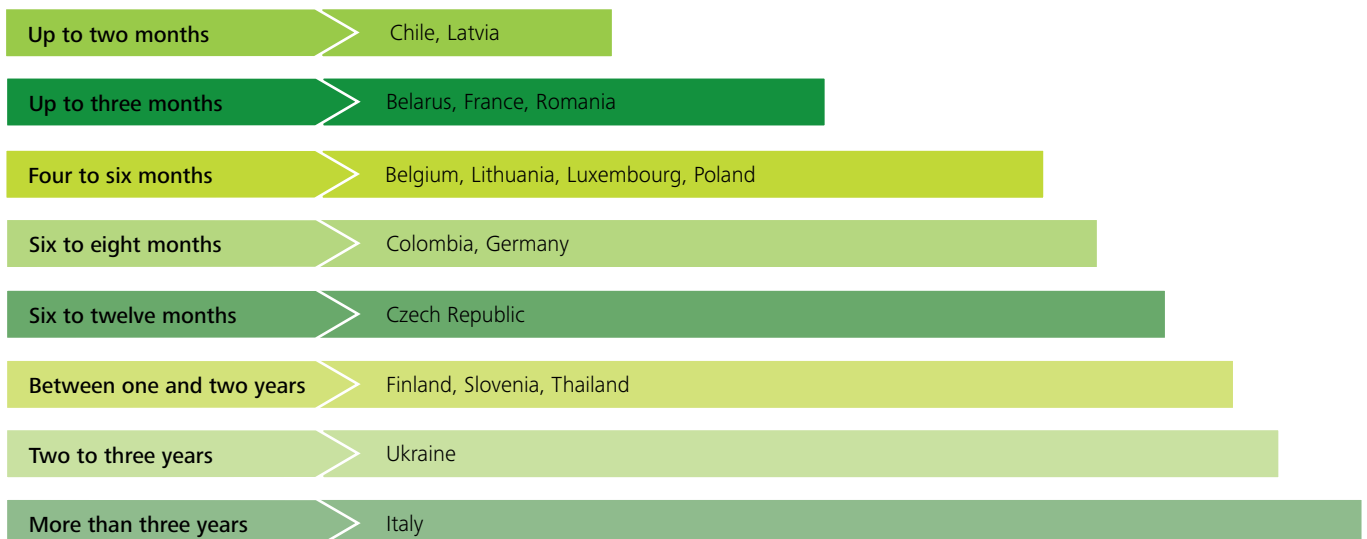 Up to two months Chile, Latvia
Up to three months Belarus, France, Romania
Four to six months Belgium, Lithuania, Luxembourg, Poland
Six to eight months Colombia, Germany
Six to twelve months Czech Republic
Between one and two years Finland, Slovenia, Thailand
Two to three years Ukraine
More than three years Italy